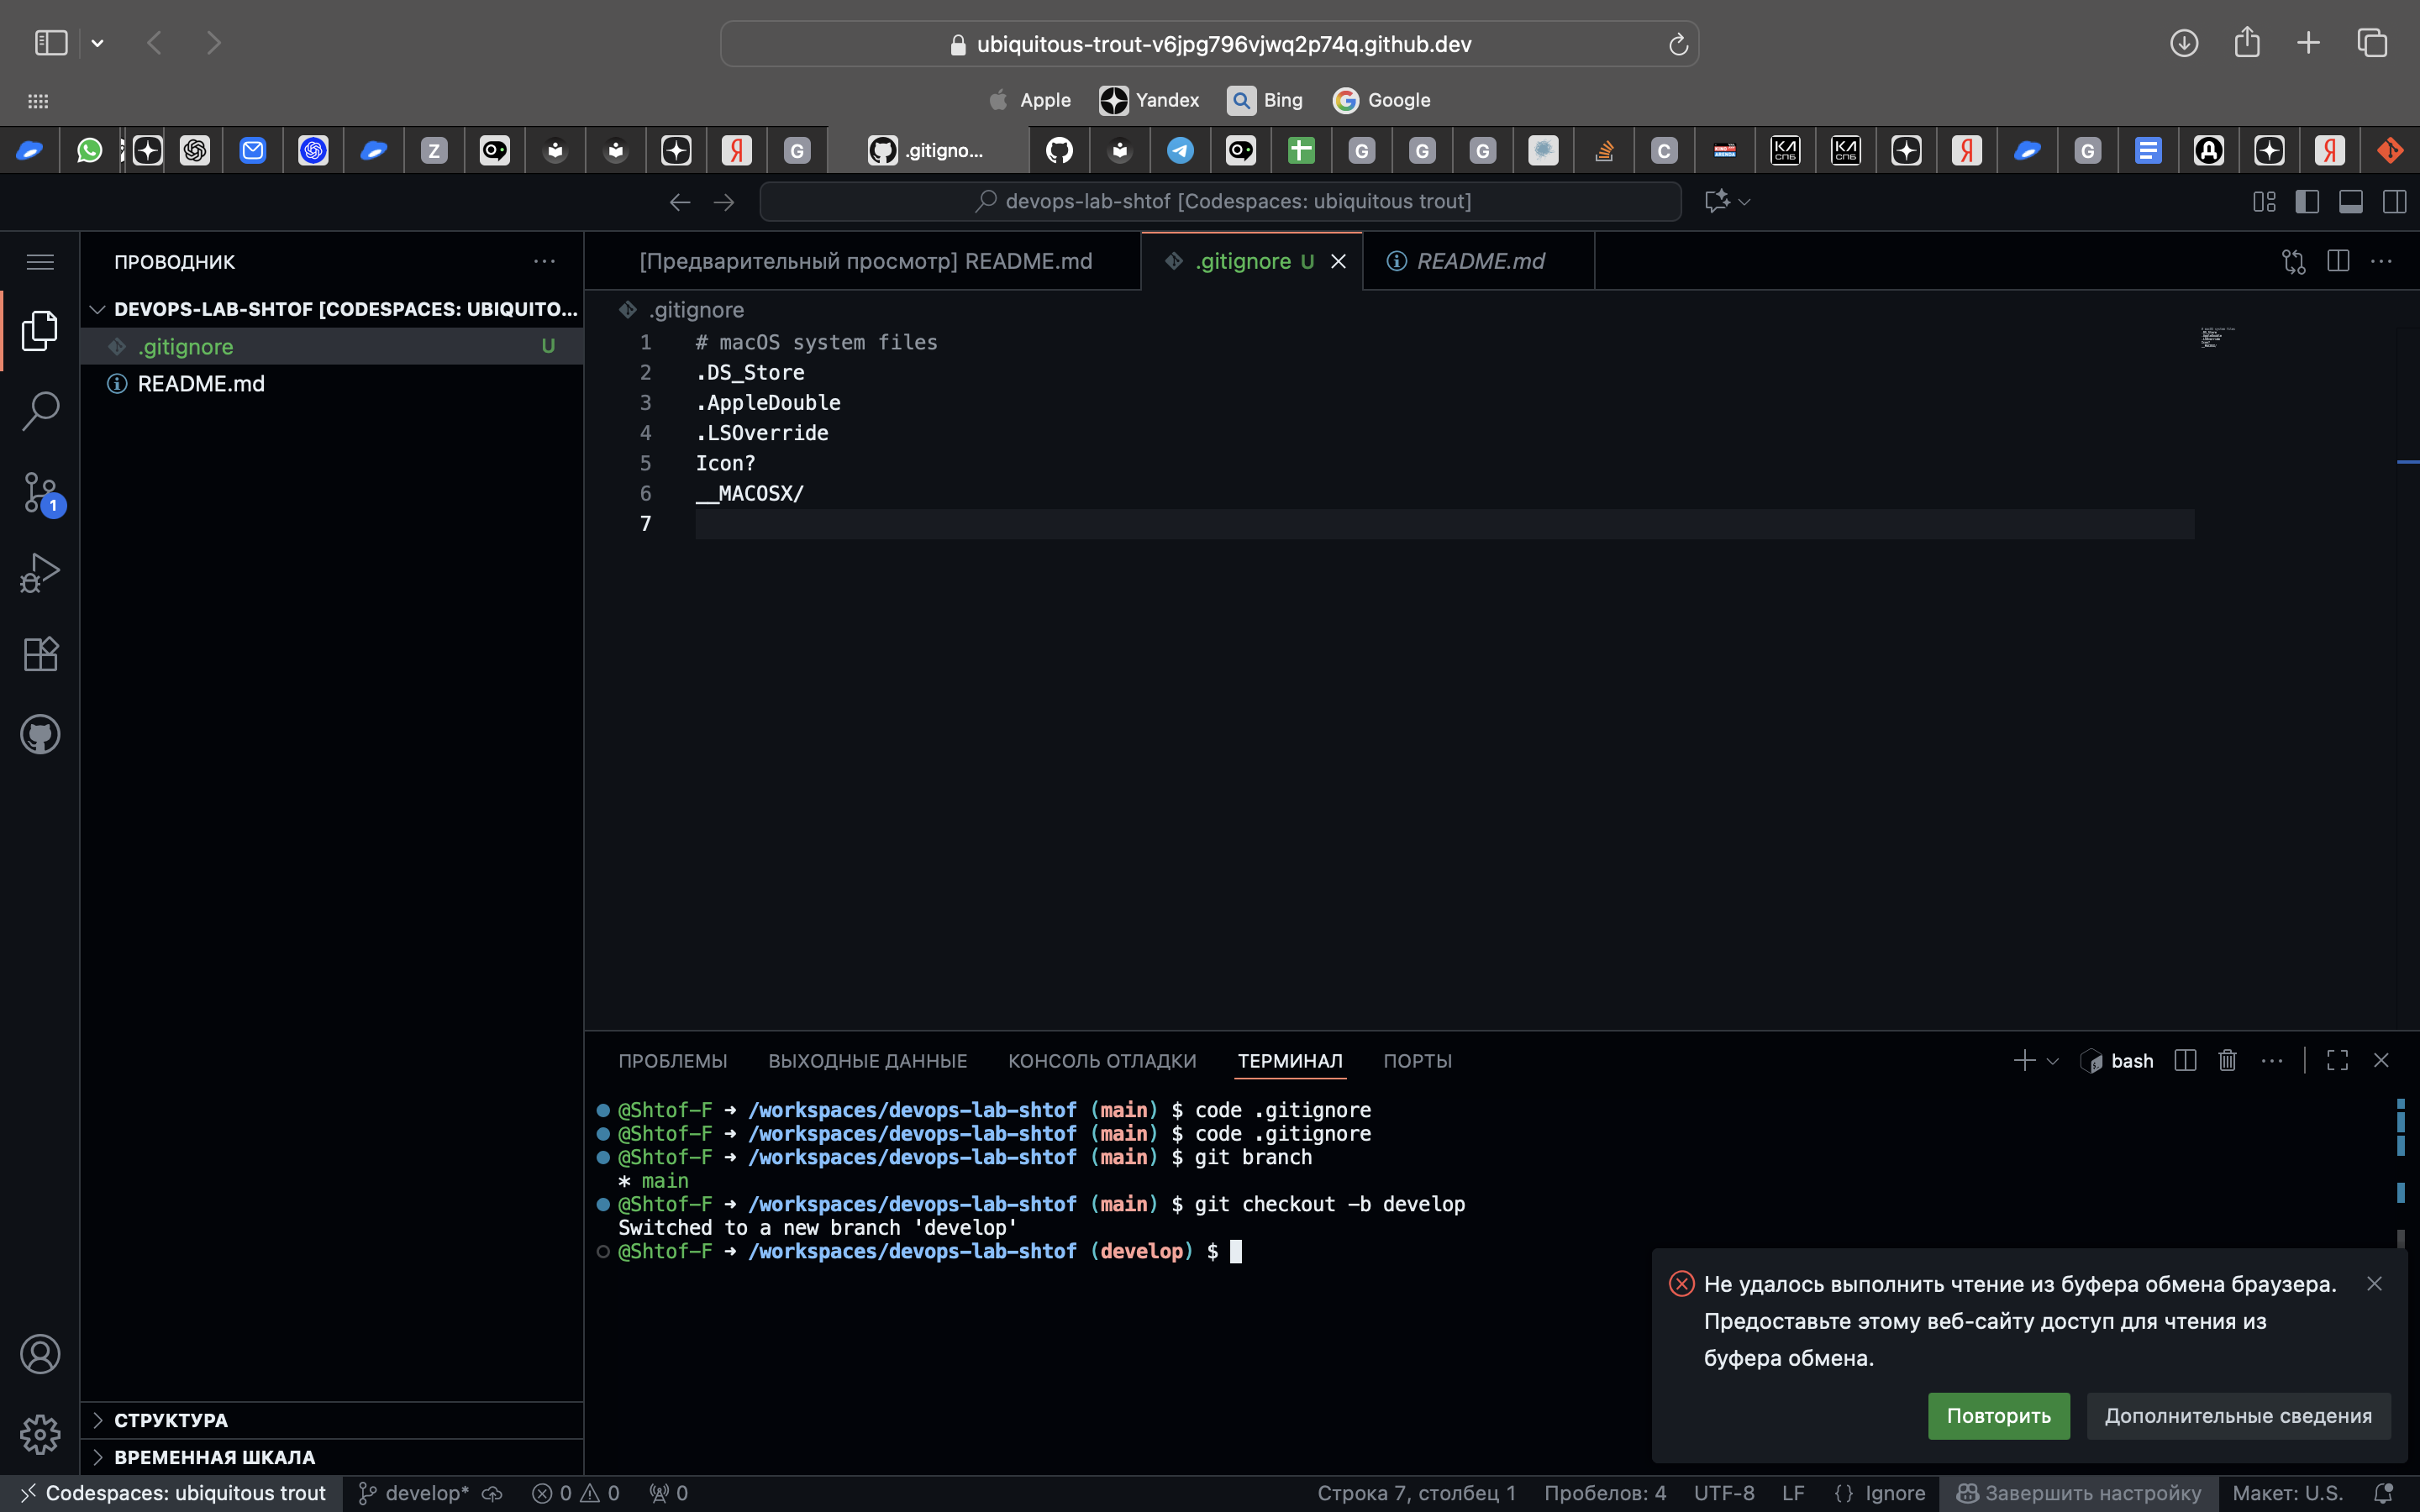 ubiquitous-trout-v6jpg796vjwq2p74q.github.dev
Apple Yandex Bing Google
.gitigno...
devops-lab-shtof [Codespaces: ubiquitous trout]
ПРОВОДНИК
[Предварительный просмотр] README.md
.gitignore U
README.md
DEVOPS-LAB-SHTOF [CODESPACES: UBIQUITO...
.gitignore U
README.md
.gitignore
1 # macOS system files
2 .DS_Store
3 .AppleDouble
4 .LSOverride
5 Icon?
6 __MACOSX/
7
1
ПРОБЛЕМЫ ВЫХОДНЫЕ ДАННЫЕ КОНСОЛЬ ОТЛАДКИ ТЕРМИНАЛ ПОРТЫ
bash
@Shtof-F ➜ /workspaces/devops-lab-shtof (main) $ code .gitignore
@Shtof-F ➜ /workspaces/devops-lab-shtof (main) $ code .gitignore
@Shtof-F ➜ /workspaces/devops-lab-shtof (main) $ git branch
* main
@Shtof-F ➜ /workspaces/devops-lab-shtof (main) $ git checkout -b develop
Switched to a new branch 'develop'
@Shtof-F ➜ /workspaces/devops-lab-shtof (develop) $
Не удалось выполнить чтение из буфера обмена браузера.
Предоставьте этому веб-сайту доступ для чтения из
буфера обмена.
Повторить Дополнительные сведения
СТРУКТУРА
ВРЕМЕННАЯ ШКАЛА
Codespaces: ubiquitous trout develop* 0 0 0 Строка 7, столбец 1 Пробелов: 4 UTF-8 LF {} Ignore Завершить настройку Макет: U.S.